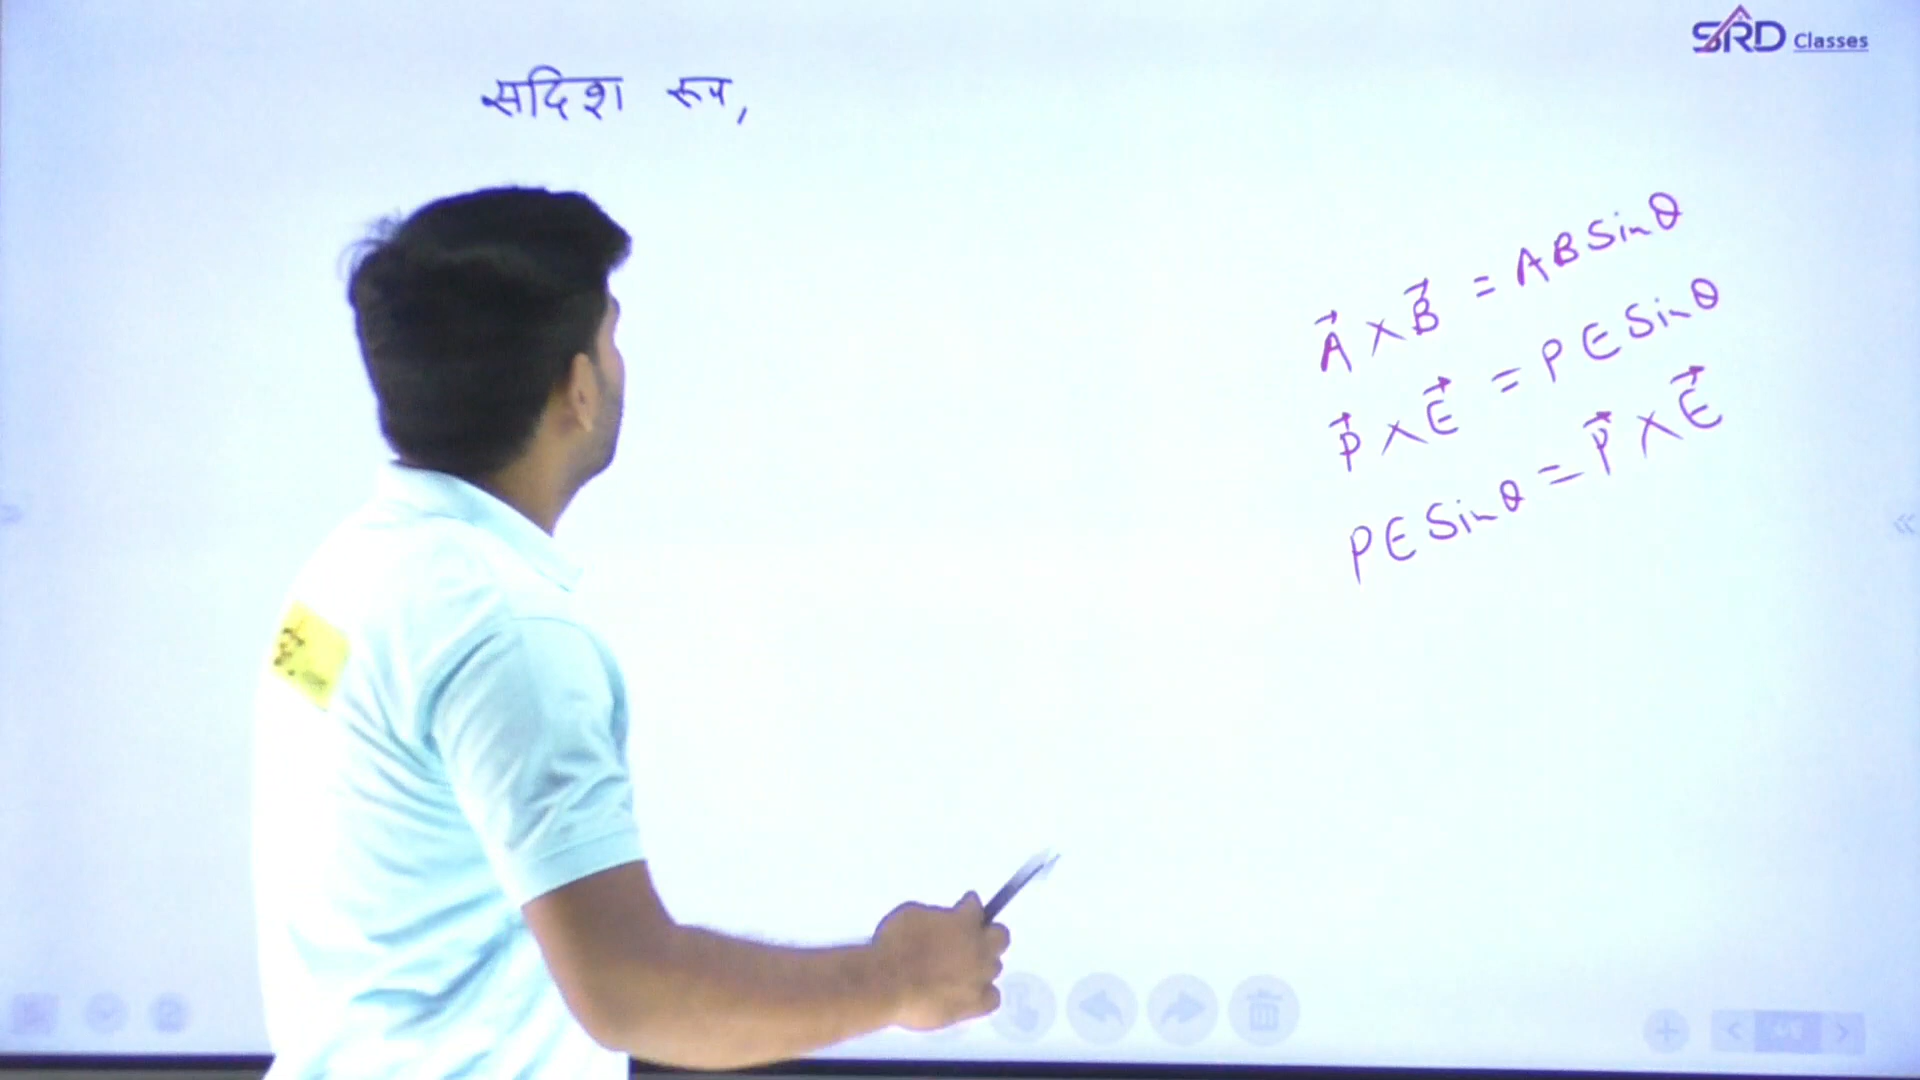 SRD Classes
सदिश रूप,
A⃗ × B⃗ = AB Sinθ
P⃗ × E⃗ = PE Sinθ
PE Sinθ = P⃗ × E⃗